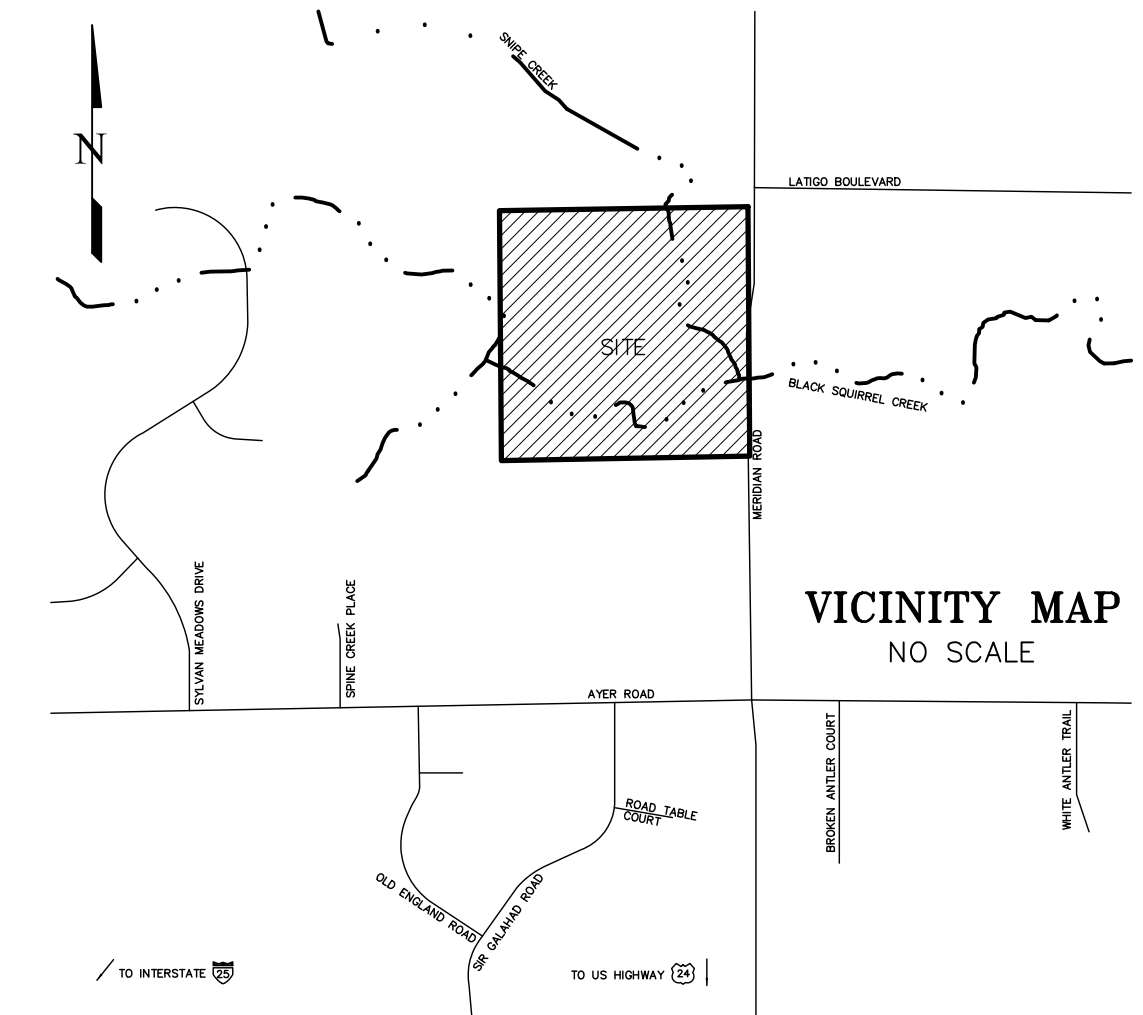 SNIPE CREEK
N
LATIGO BOULEVARD
SITE
BLACK SQUIRREL CREEK
MERIDIAN ROAD
SYLVAN MEADOWS DRIVE
SPINE CREEK PLACE
VICINITY MAP
NO SCALE
AYER ROAD
BROKEN ANTLER COURT
WHITE ANTLER TRAIL
ROAD TABLE
COURT
OLD ENGLAND ROAD
SIR GALAHAD ROAD
TO INTERSTATE 25
TO US HIGHWAY 24